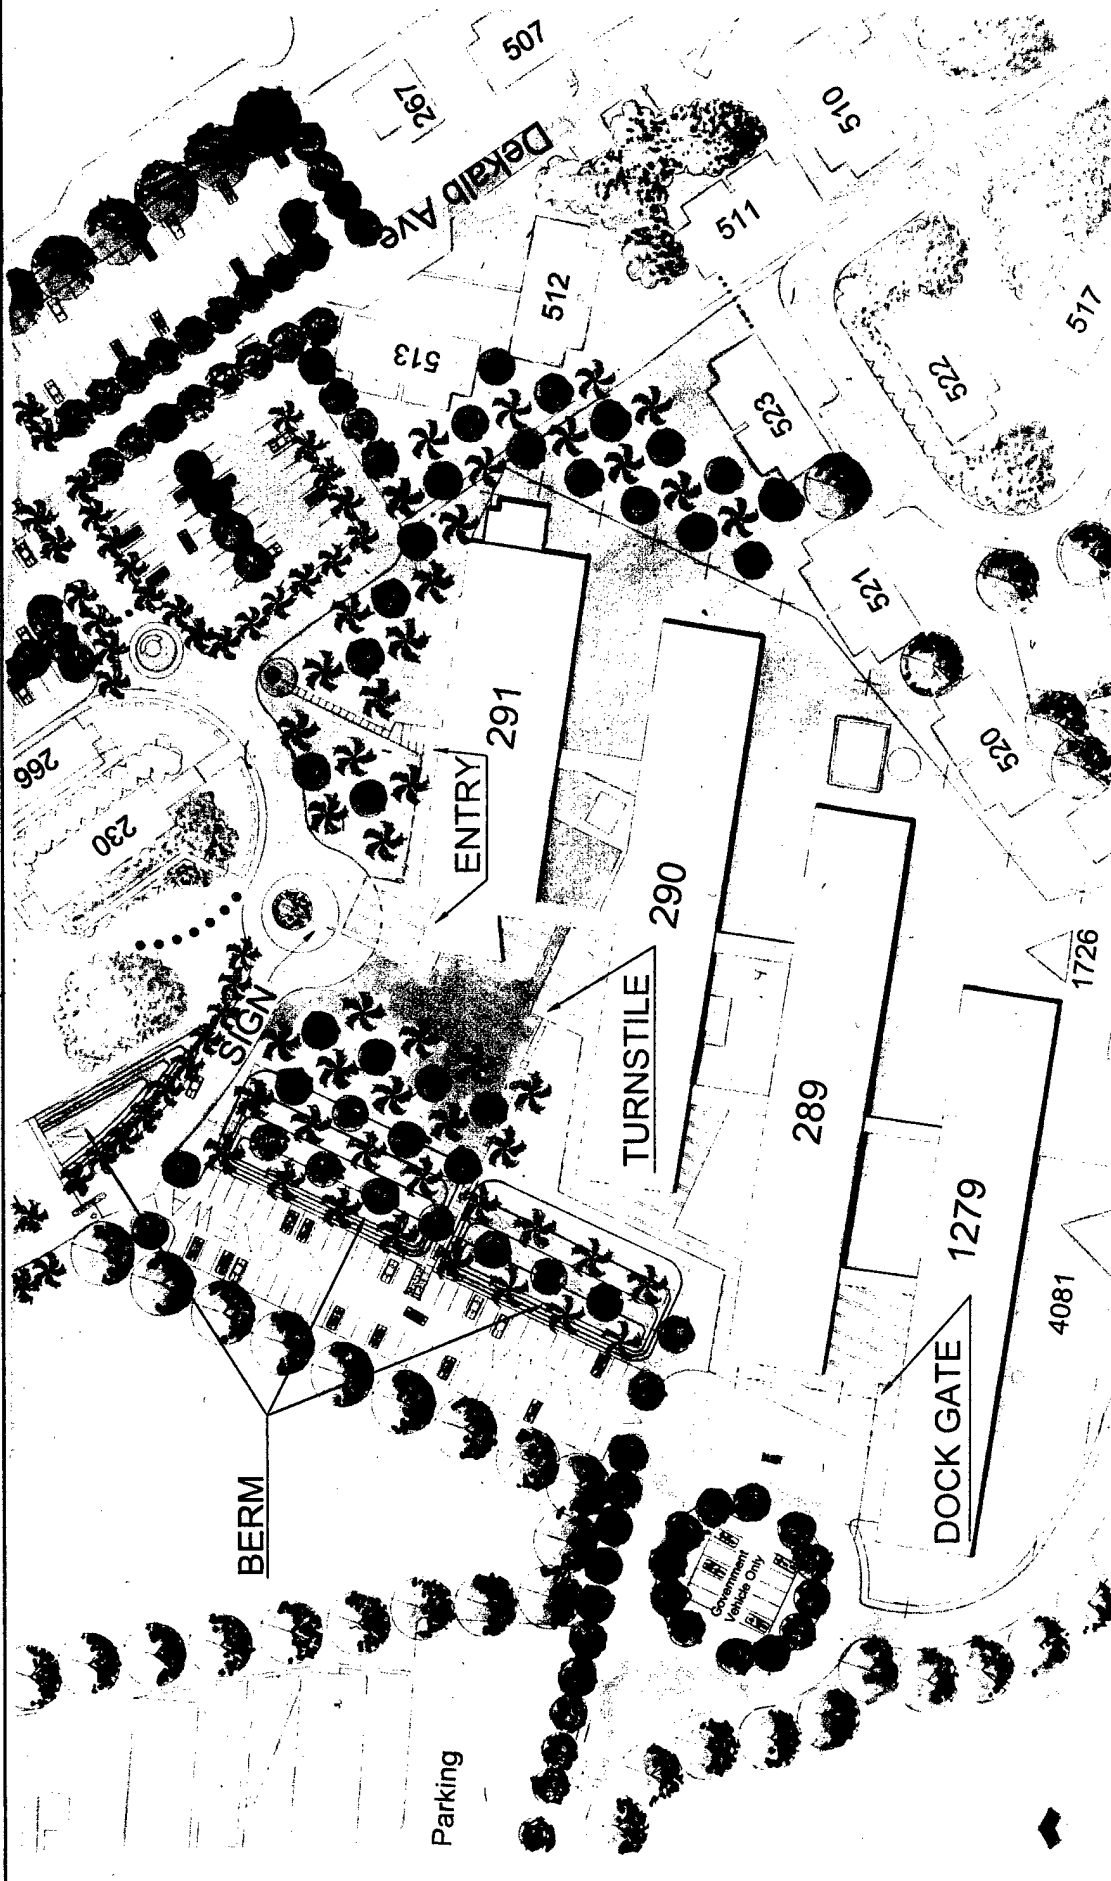 507
267
Dekalb Ave
510
511
512
513
517
522
523
521
520
266
230
291
ENTRY
290
SIGN
TURNSTILE
289
1726
1279
4081
DOCK GATE
BERM
Government
Vehicle Only
Parking